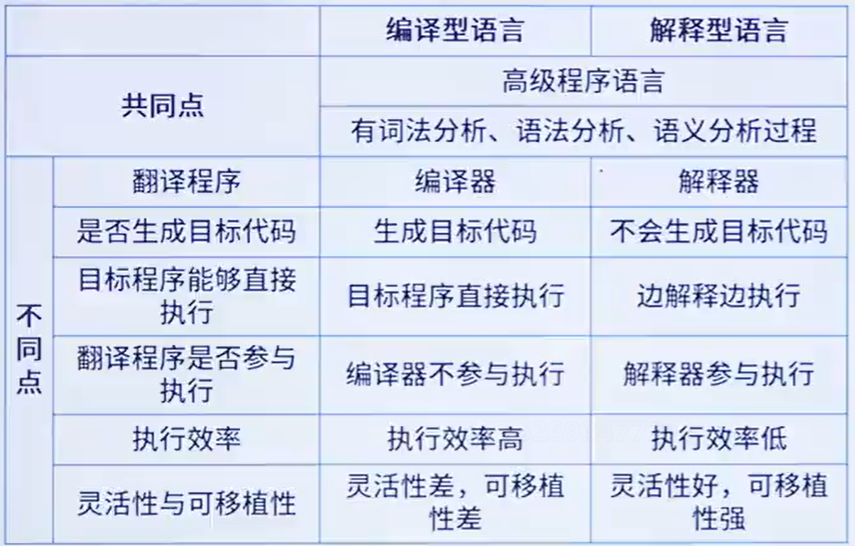 编译型语言 解释型语言
共同点
高级程序语言
有词法分析、语法分析、语义分析过程
不同点
翻译程序 编译器 解释器
是否生成目标代码 生成目标代码 不会生成目标代码
目标程序能够直接
执行
目标程序直接执行 边解释边执行
翻译程序是否参与
执行
编译器不参与执行 解释器参与执行
执行效率 执行效率高 执行效率低
灵活性与可移植性
灵活性差，可移植
性差
灵活性好，可移植
性强